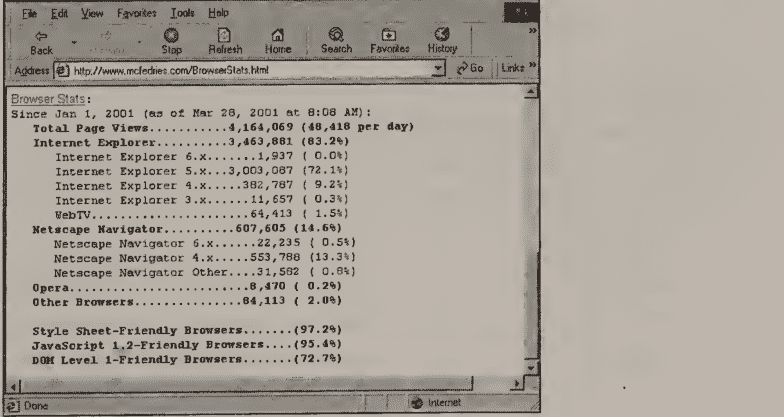 File Edit View Favorites Tools Help
Back Stop Refresh Home Search Favorites History »
Address http://www.mcfedries.com/BrowserStats.html Go Links »
Browser Stats:
Since Jan 1, 2001 (as of Mar 28, 2001 at 8:08 AM):
Total Page Views...........4,164,069 (48,418 per day)
Internet Explorer..........3,463,881 (83.2%)
Internet Explorer 6.x.......1,937 ( 0.0%)
Internet Explorer 5.x...3,003,087 (72.1%)
Internet Explorer 4.x.....382,787 ( 9.2%)
Internet Explorer 3.x......11,657 ( 0.3%)
WebTV......................64,413 ( 1.5%)
Netscape Navigator.........607,605 (14.6%)
Netscape Navigator 6.x.....22,235 ( 0.5%)
Netscape Navigator 4.x....553,788 (13.3%)
Netscape Navigator Other....31,582 ( 0.8%)
Opera........................8,470 ( 0.2%)
Other Browsers..............84,113 ( 2.0%)
Style Sheet-Friendly Browsers.......(97.2%)
JavaScript 1.2-Friendly Browsers....(95.4%)
DOM Level 1-Friendly Browsers.......(72.7%)
Done Internet